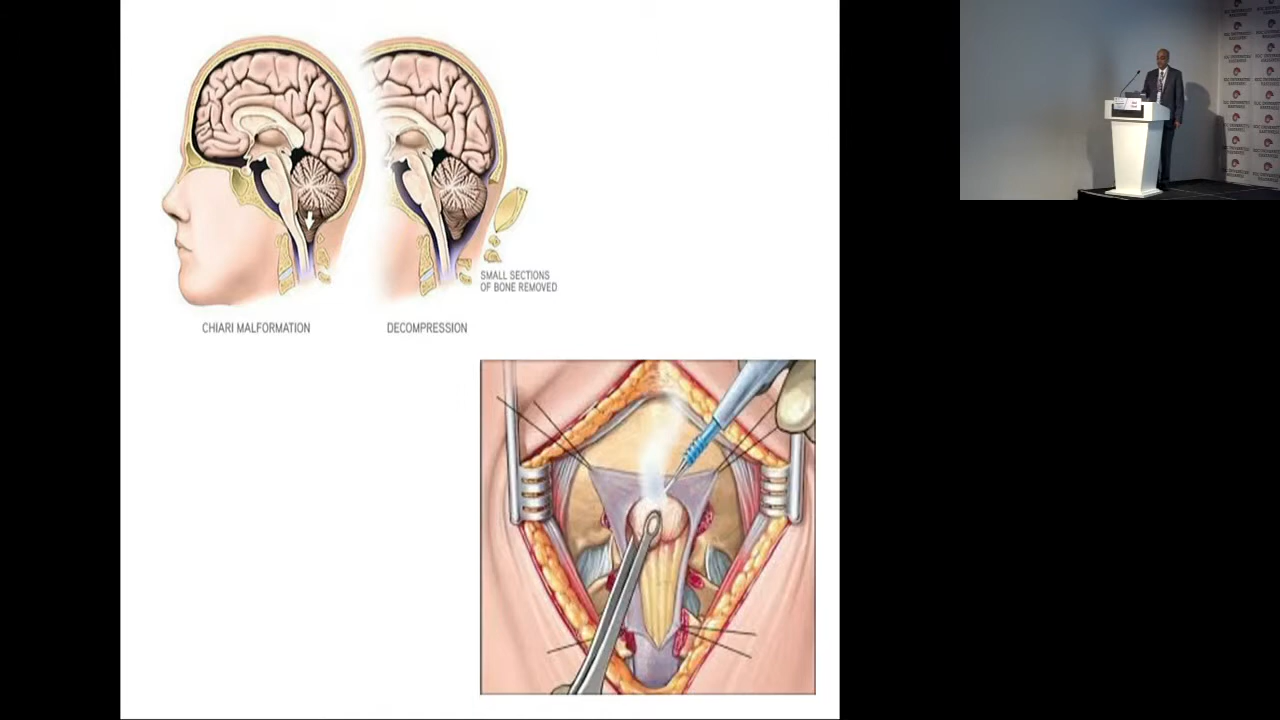 SMALL SECTIONS
OF BONE REMOVED
CHIARI MALFORMATION
DECOMPRESSION